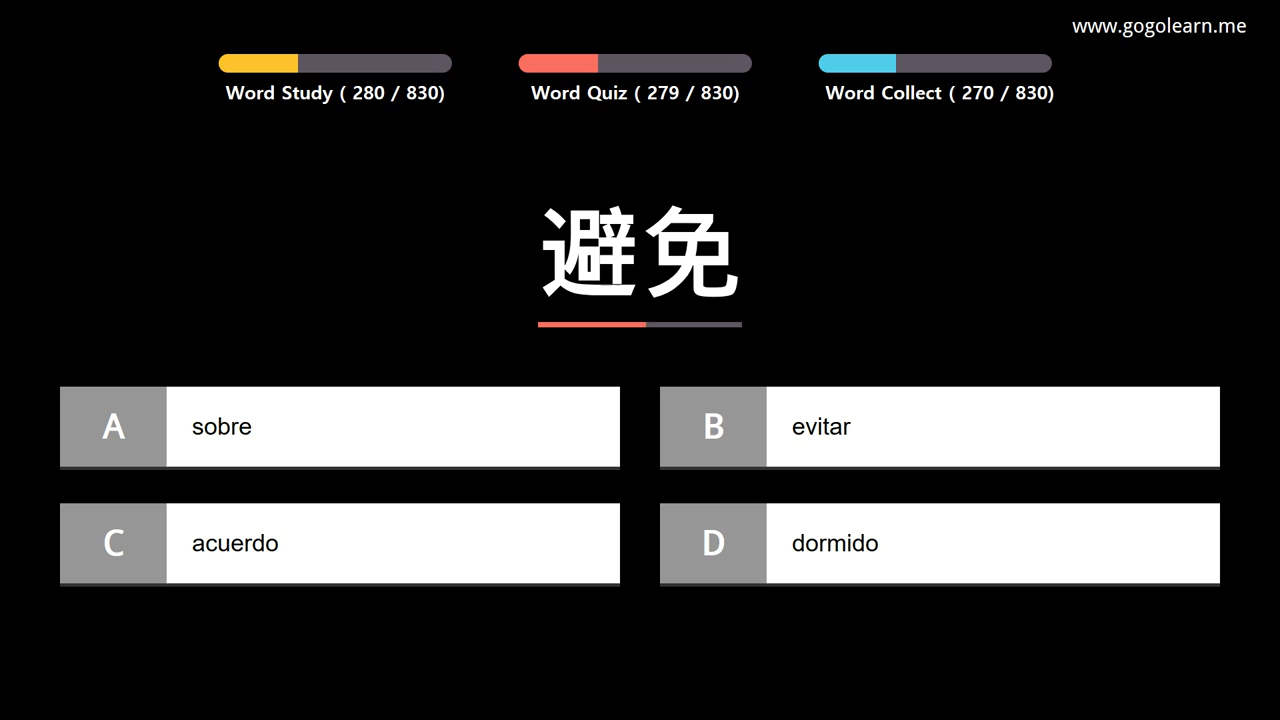 www.gogolearn.me
Word Study ( 280 / 830)
Word Quiz ( 279 / 830)
Word Collect ( 270 / 830)
避免
A sobre
B evitar
C acuerdo
D dormido